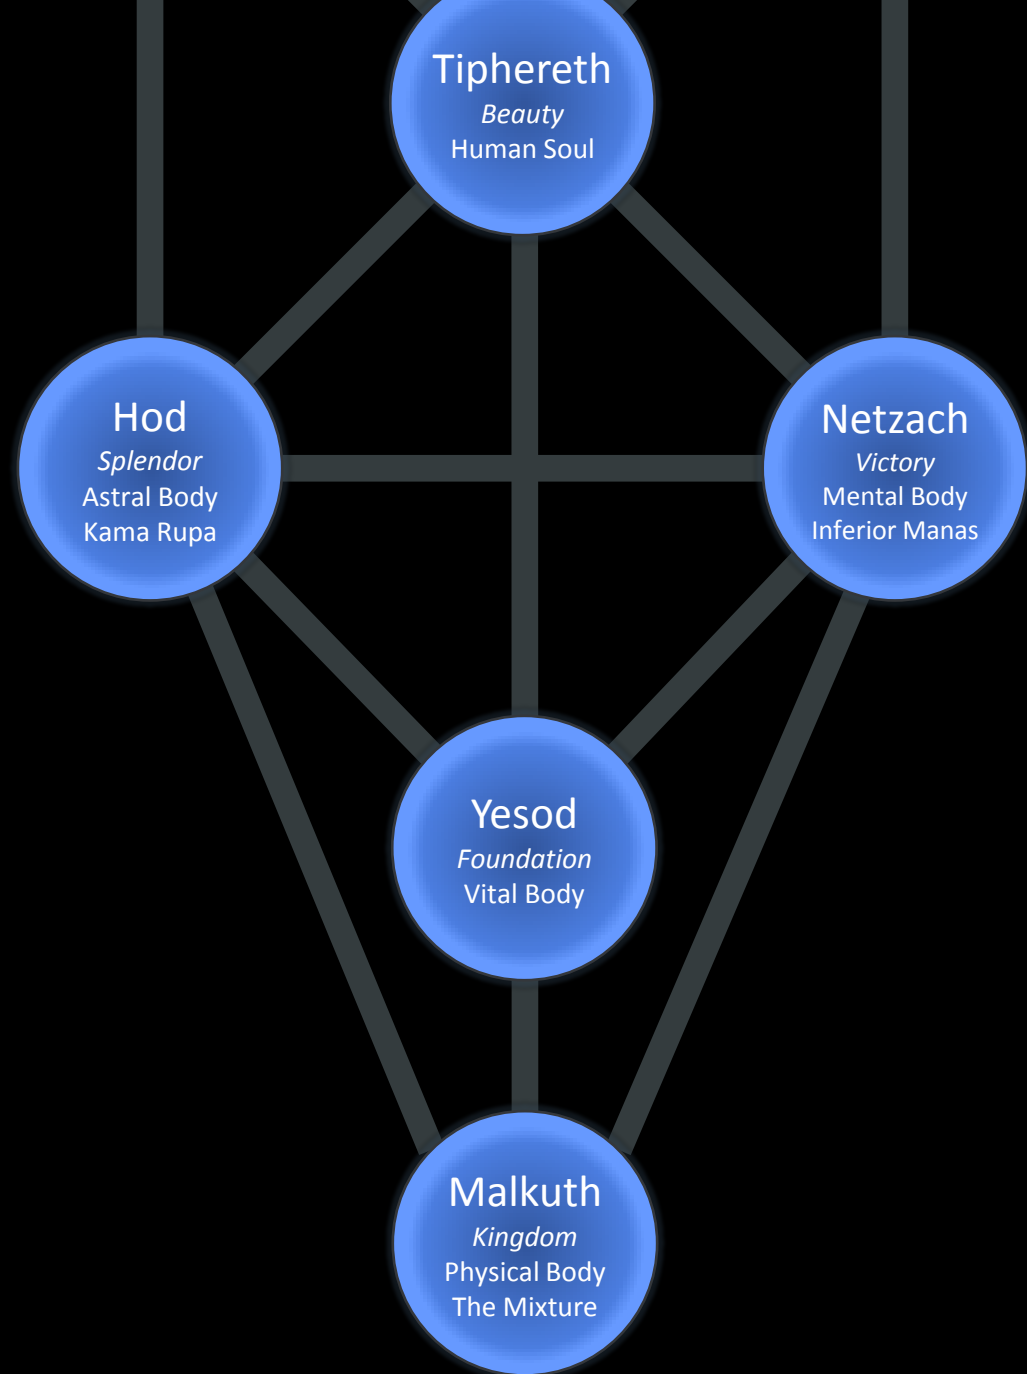 Tiphereth
Beauty
Human Soul
Hod
Splendor
Astral Body
Kama Rupa
Netzach
Victory
Mental Body
Inferior Manas
Yesod
Foundation
Vital Body
Malkuth
Kingdom
Physical Body
The Mixture